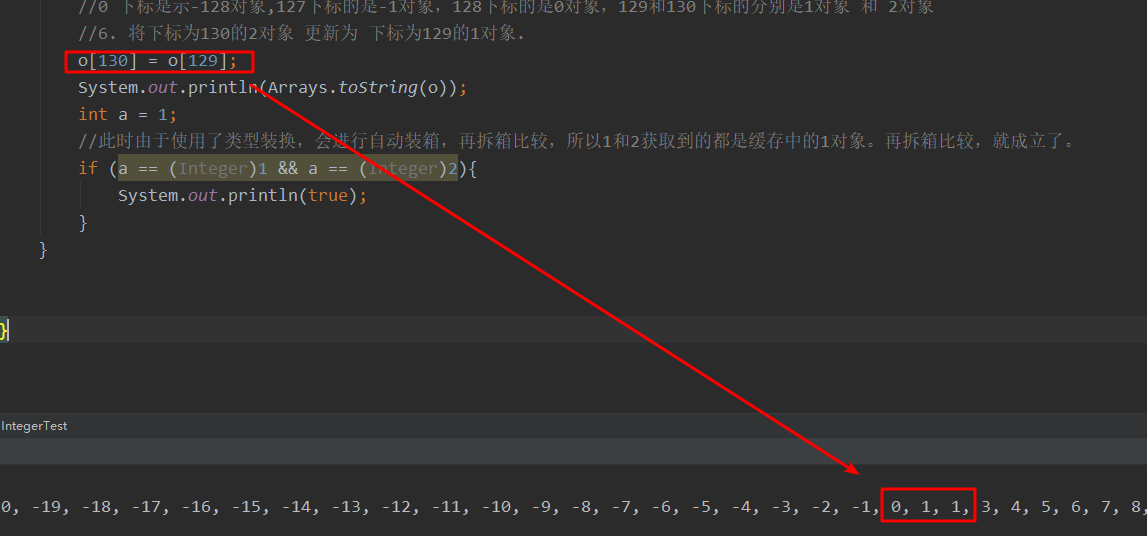 //0 下标是示-128对象,127下标的是-1对象，128下标的是0对象，129和130下标的分别是1对象 和 2对象
//6. 将下标为130的2对象 更新为 下标为129的1对象.
o[130] = o[129];
System.out.println(Arrays.toString(o));
int a = 1;
//此时由于使用了类型装换，会进行自动装箱，再拆箱比较，所以1和2获取到的都是缓存中的1对象。再拆箱比较，就成立了。
if (a == (Integer)1 && a == (Integer)2){
System.out.println(true);
}
}
}
IntegerTest
0, -19, -18, -17, -16, -15, -14, -13, -12, -11, -10, -9, -8, -7, -6, -5, -4, -3, -2, -1, 0, 1, 1, 3, 4, 5, 6, 7, 8,